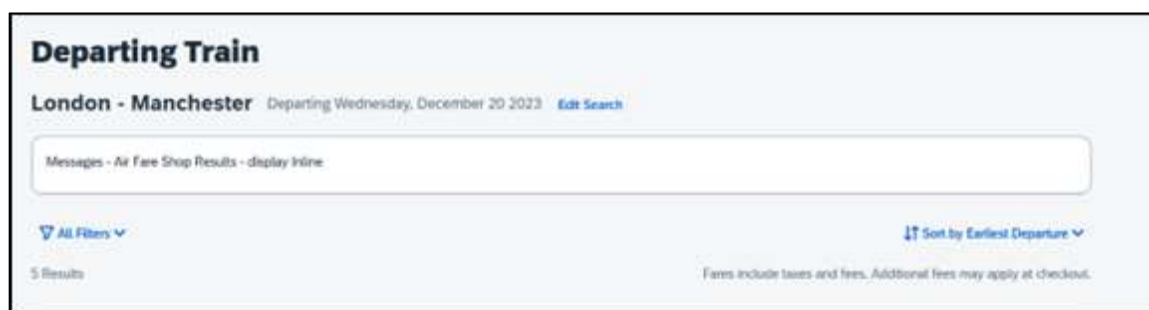 Departing Train
London - Manchester Departing Wednesday, December 20 2023 Edit Search
Messages - Air Fare Shop Results - display Inline
All Filters
Sort by Earliest Departure
5 Results
Fares include taxes and fees. Additional fees may apply at checkout.